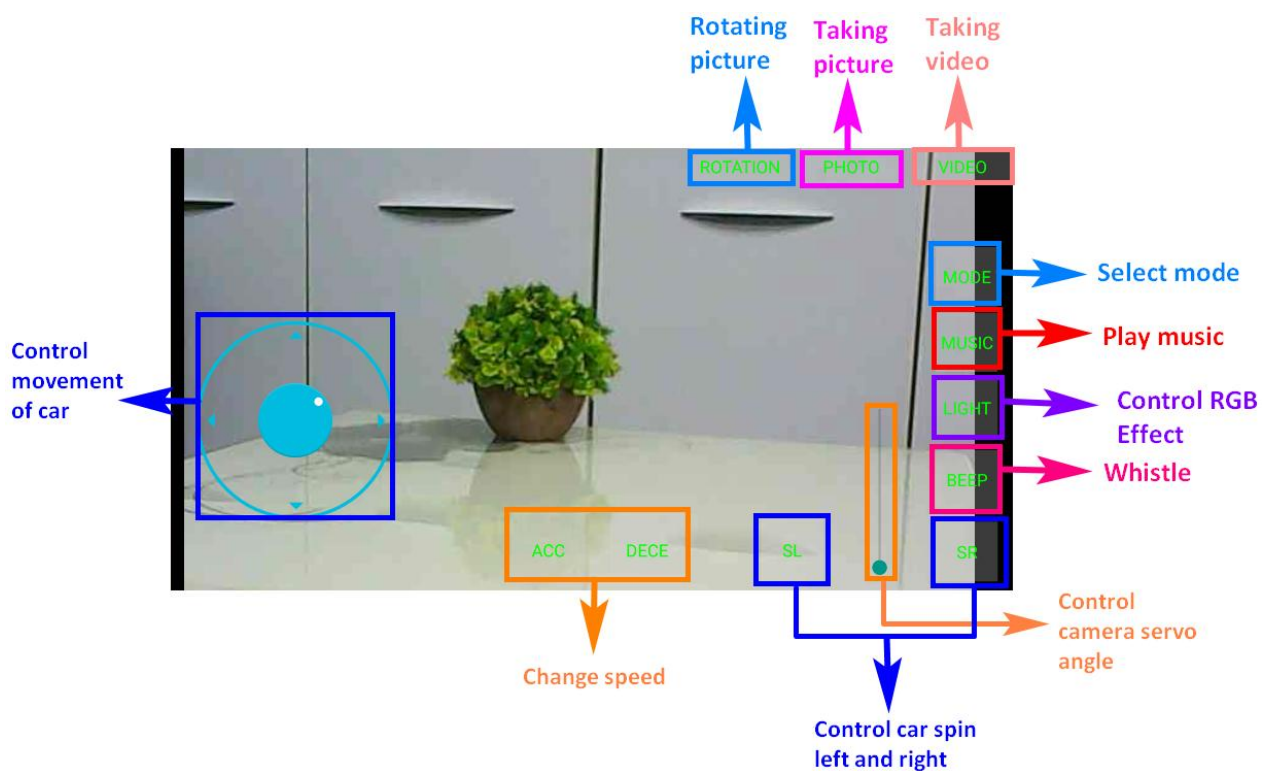 Rotating
picture
Taking
picture
Taking
video
ROTATION
PHOTO
VIDEO
MODE
Select mode
MUSIC
Play music
Control
movement
of car
LIGHT
Control RGB
Effect
BEEP
Whistle
ACC
DECE
SL
SR
Control
camera servo
angle
Change speed
Control car spin
left and right